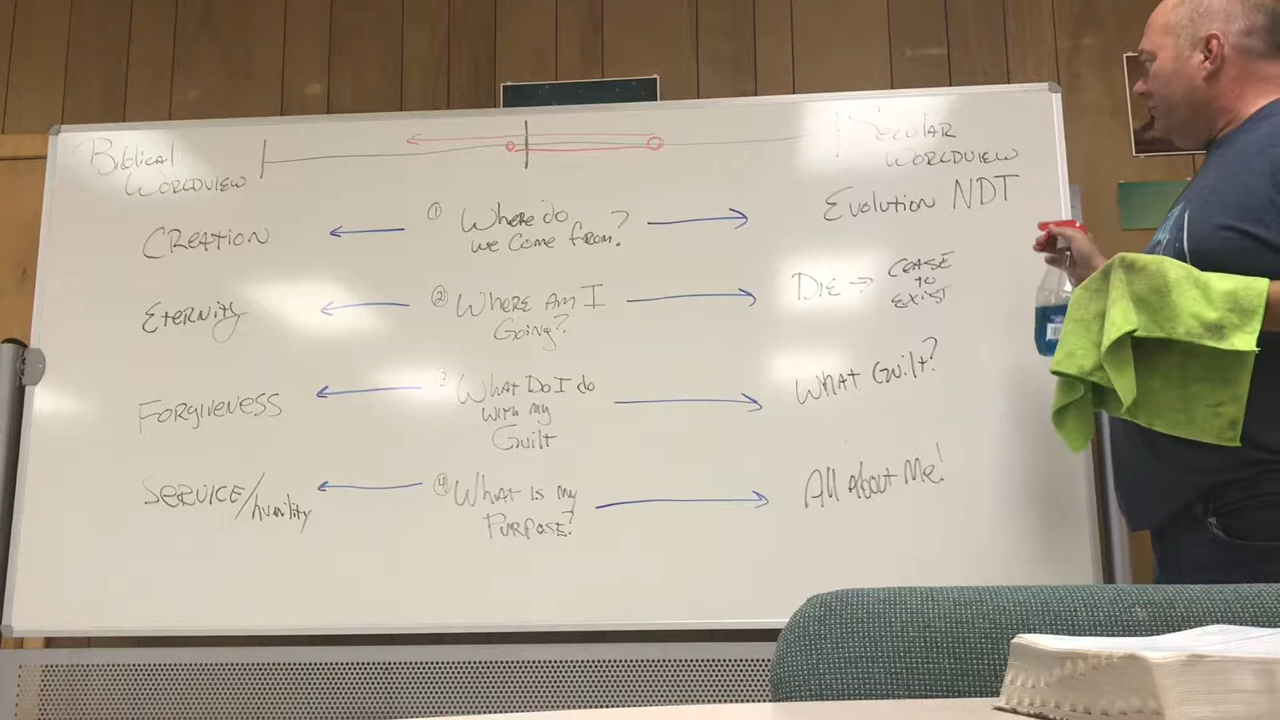 Biblical
Worldview
Secular
Worldview
Creation
① Where do
we come from?
Evolution NDT
Eternity
② Where Am I
Going?
Die → Cease
to
Exist
Forgiveness
3 What Do I do
with my
Guilt
What Guilt?
Service/humility
④ What is my
Purpose?
All About Me!